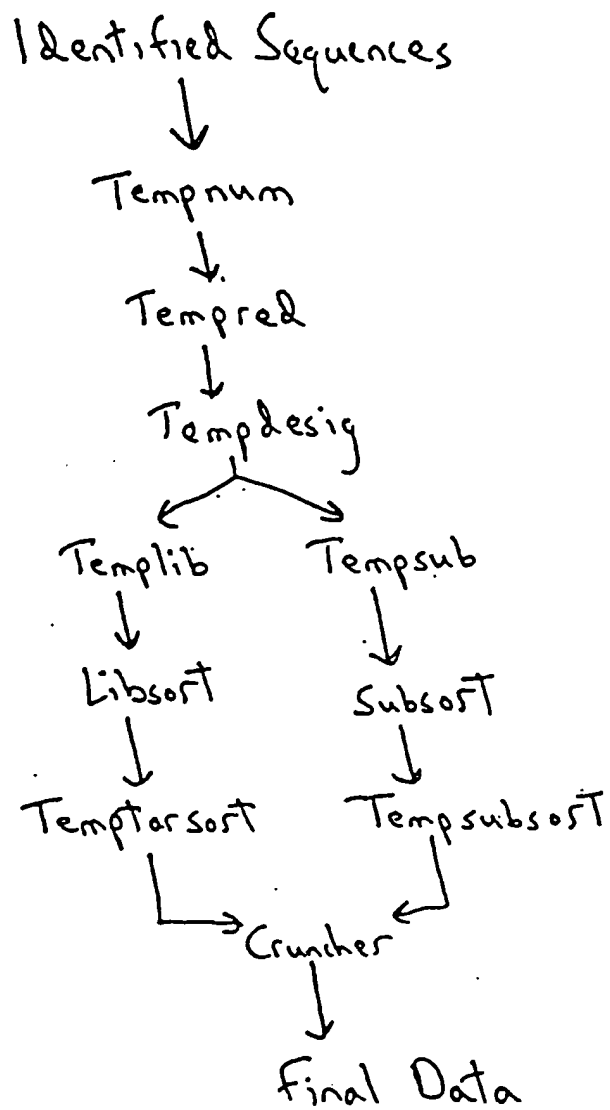 Identified Sequences
Tempnum
Tempred
Tempdesig
Templib Tempsub
Libsort Subsort
Temptarsort Tempsubsort
Cruncher
Final Data